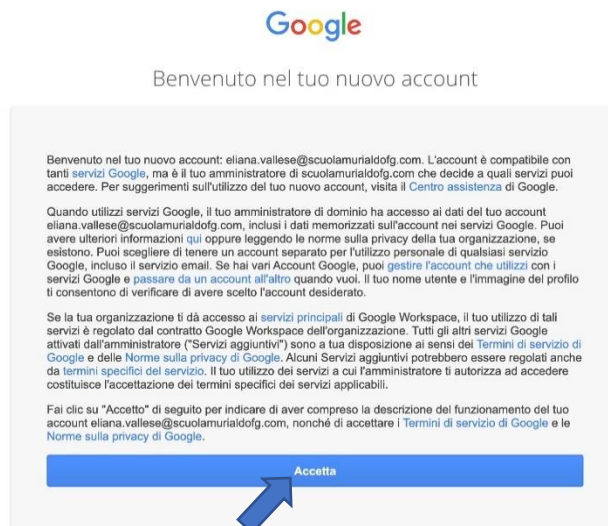 Google
Benvenuto nel tuo nuovo account
Benvenuto nel tuo nuovo account: eliana.vallese@scuolamurialdofg.com. L'account è compatibile con
tanti servizi Google, ma è il tuo amministratore di scuolamurialdofg.com che decide a quali servizi puoi
accedere. Per suggerimenti sull'utilizzo del tuo nuovo account, visita il Centro assistenza di Google.
Quando utilizzi servizi Google, il tuo amministratore di dominio ha accesso ai dati del tuo account
eliana.vallese@scuolamurialdofg.com, inclusi i dati memorizzati sull'account nei servizi Google. Puoi
avere ulteriori informazioni qui oppure leggendo le norme sulla privacy della tua organizzazione, se
esistono. Puoi scegliere di tenere un account separato per l'utilizzo personale di qualsiasi servizio
Google, incluso il servizio email. Se hai vari Account Google, puoi gestire l'account che utilizzi con i
servizi Google e passare da un account all'altro quando vuoi. Il tuo nome utente e l'immagine del profilo
ti consentono di verificare di avere scelto l'account desiderato.
Se la tua organizzazione ti dà accesso ai servizi principali di Google Workspace, il tuo utilizzo di tali
servizi è regolato dal contratto Google Workspace dell'organizzazione. Tutti gli altri servizi Google
attivati dall'amministratore ("Servizi aggiuntivi") sono a tua disposizione ai sensi dei Termini di servizio di
Google e delle Norme sulla privacy di Google. Alcuni Servizi aggiuntivi potrebbero essere regolati anche
da termini specifici del servizio. Il tuo utilizzo dei servizi a cui l'amministratore ti autorizza ad accedere
costituisce l'accettazione dei termini specifici dei servizi applicabili.
Fai clic su "Accetto" di seguito per indicare di aver compreso la descrizione del funzionamento del tuo
account eliana.vallese@scuolamurialdofg.com, nonché di accettare i Termini di servizio di Google e le
Norme sulla privacy di Google.
Accetta